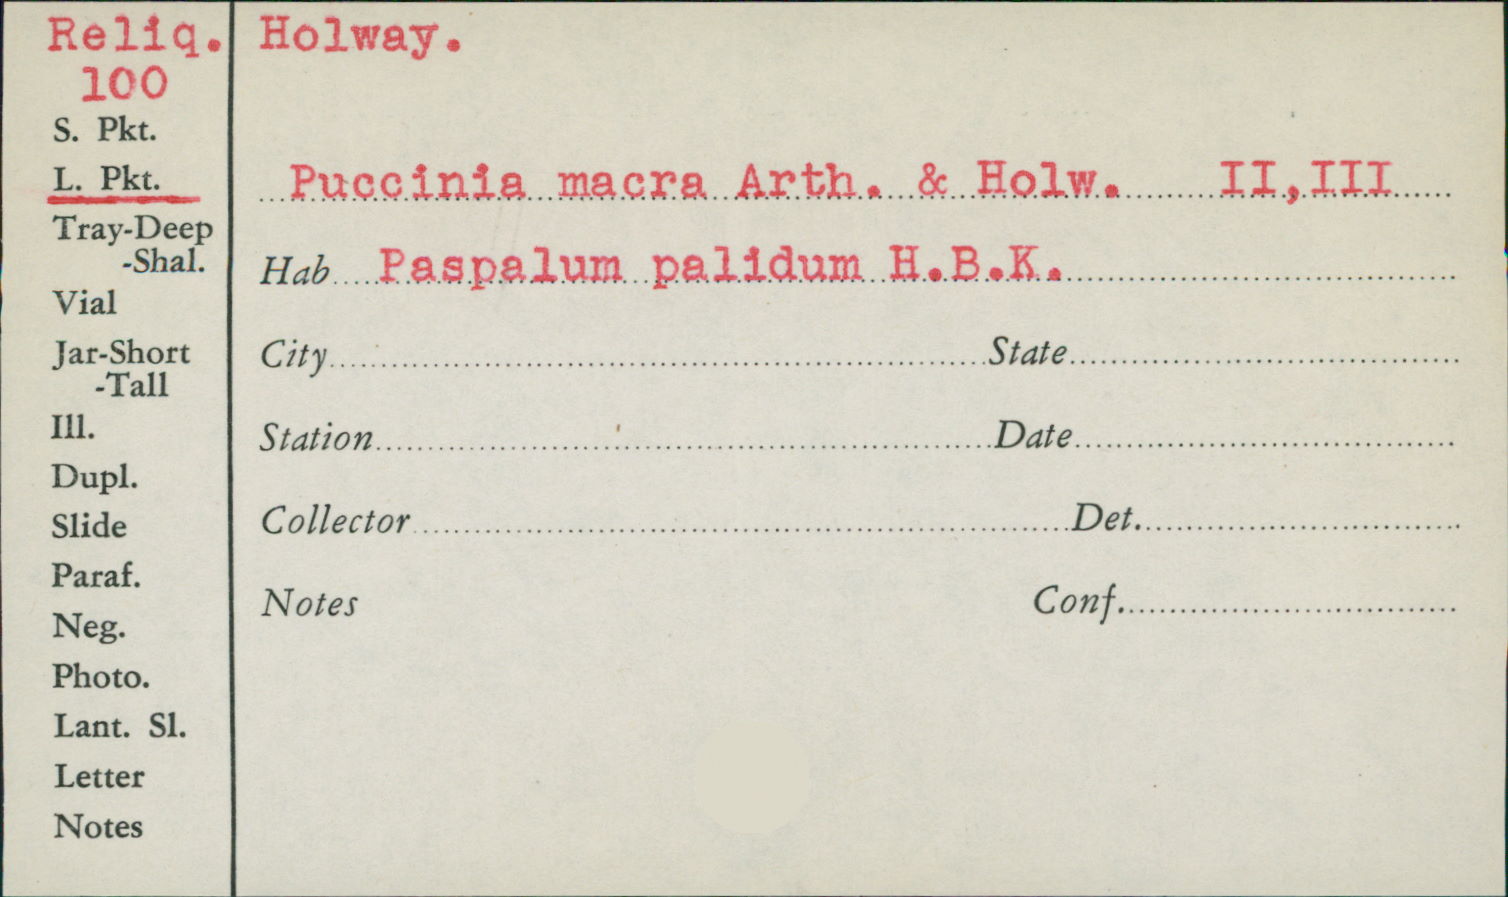 Reliq. Holway.
100
S. Pkt.
L. Pkt.
Puccinia macra Arth. & Holw. II,III
Tray-Deep
-Shal.
Hab Paspalum palidum H.B.K.
Vial
Jar-Short
-Tall
City State
Ill.
Station Date
Dupl.
Slide
Collector Det.
Paraf.
Notes Conf.
Neg.
Photo.
Lant. Sl.
Letter
Notes